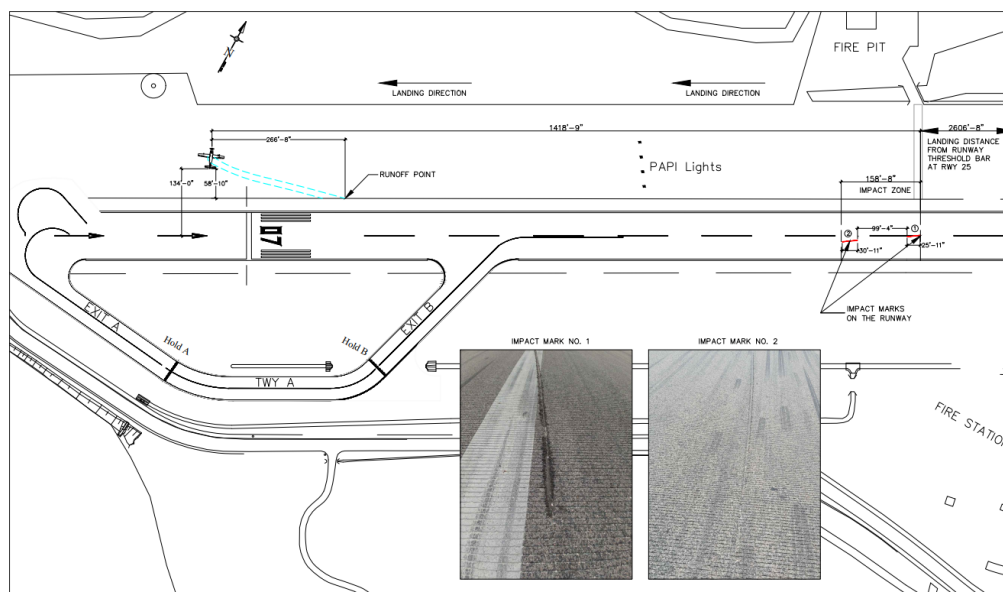 FIRE PIT
N
LANDING DIRECTION
LANDING DIRECTION
1418'-9"
2606'-8"
266'-8"
LANDING DISTANCE
FROM RUNWAY
THRESHOLD BAR
AT RWY 25
PAPI Lights
RUNOFF POINT
134'-0"
58'-10"
158'-8"
IMPACT ZONE
07
2
99'-4"
1
30'-11"
25'-11"
IMPACT MARKS
ON THE RUNWAY
EXIT A
EXIT B
Hold A
Hold B
IMPACT MARK NO. 1
IMPACT MARK NO. 2
TWY A
FIRE STATION